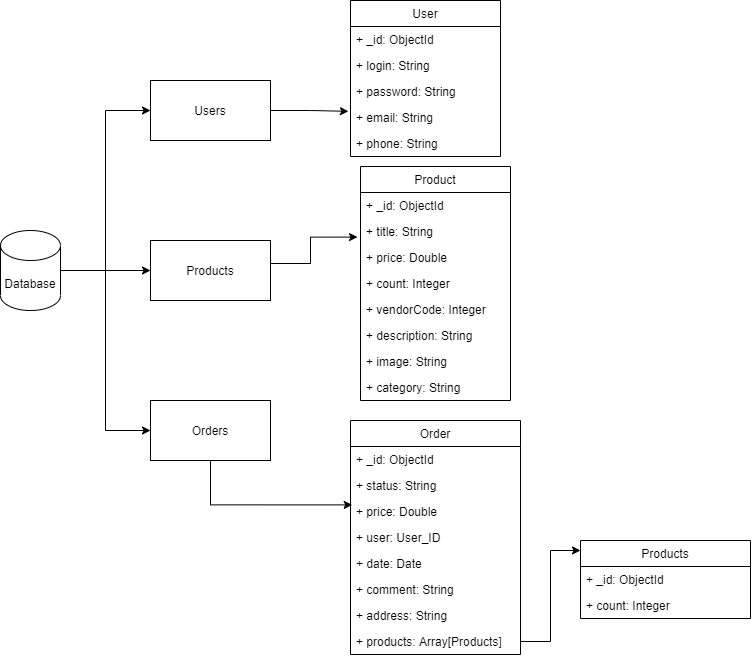 User
+ _id: ObjectId
+ login: String
+ password: String
+ email: String
+ phone: String
Users
Product
+ _id: ObjectId
+ title: String
+ price: Double
+ count: Integer
+ vendorCode: Integer
+ description: String
+ image: String
+ category: String
Database
Products
Orders
Order
+ _id: ObjectId
+ status: String
+ price: Double
+ user: User_ID
+ date: Date
+ comment: String
+ address: String
+ products: Array[Products]
Products
+ _id: ObjectId
+ count: Integer